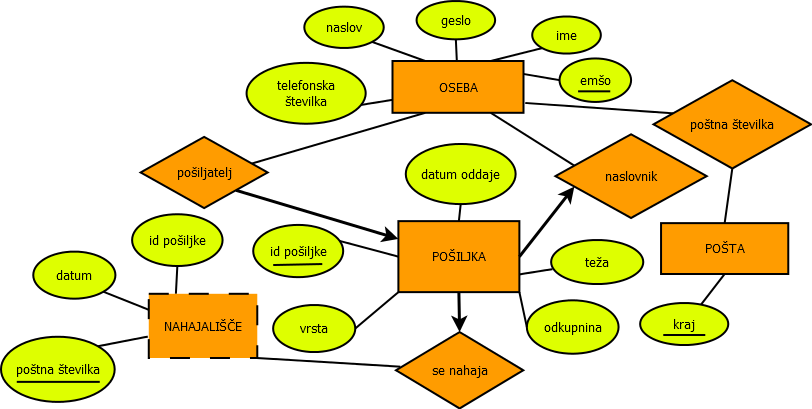 naslov
geslo
ime
telefonska
številka
OSEBA
emšo
poštna številka
pošiljatelj
datum oddaje
naslovnik
id pošiljke
id pošiljke
POŠILJKA
POŠTA
datum
teža
NAHAJALIŠČE
vrsta
odkupnina
kraj
poštna številka
se nahaja